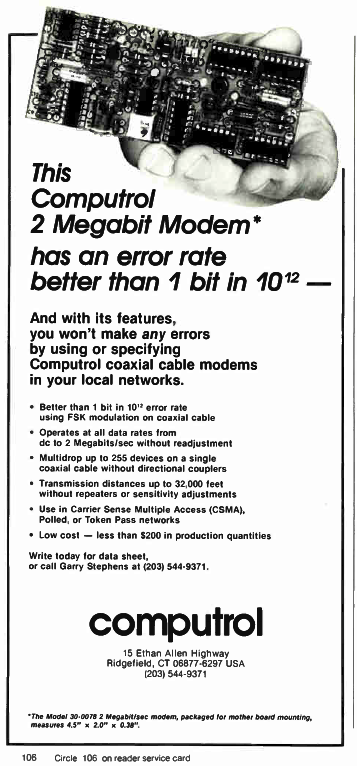 This
Computrol
2 Megabit Modem*
has an error rate
better than 1 bit in 10¹² —
And with its features,
you won't make any errors
by using or specifying
Computrol coaxial cable modems
in your local networks.
• Better than 1 bit in 10¹² error rate
using FSK modulation on coaxial cable
• Operates at all data rates from
dc to 2 Megabits/sec without readjustment
• Multidrop up to 255 devices on a single
coaxial cable without directional couplers
• Transmission distances up to 32,000 feet
without repeaters or sensitivity adjustments
• Use in Carrier Sense Multiple Access (CSMA),
Polled, or Token Pass networks
• Low cost — less than $200 in production quantities
Write today for data sheet,
or call Garry Stephens at (203) 544-9371.
computrol
15 Ethan Allen Highway
Ridgefield, CT 06877-6297 USA
(203) 544-9371
*The Model 30-0078 2 Megabit/sec modem, packaged for mother board mounting,
measures 4.5" x 2.0" x 0.38".
106 Circle 106 on reader service card